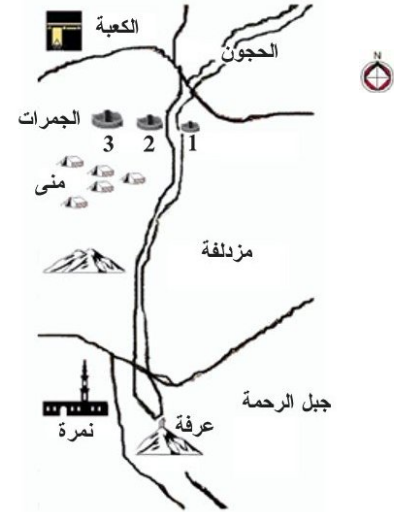 الكعبة
الحجون
N
الجمرات
3 2 1
منى
مزدلفة
جبل الرحمة
عرفة
نمرة